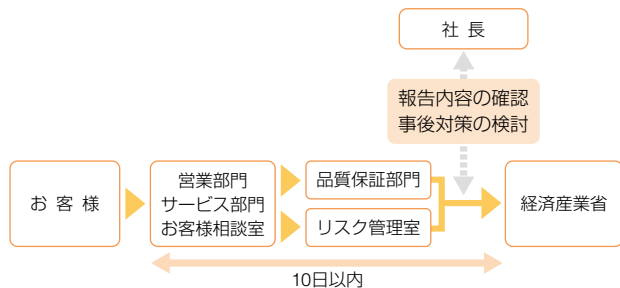 社 長
報告内容の確認
事後対策の検討
お 客 様
営業部門
サービス部門
お客様相談室
品質保証部門
リスク管理室
経済産業省
10日以内